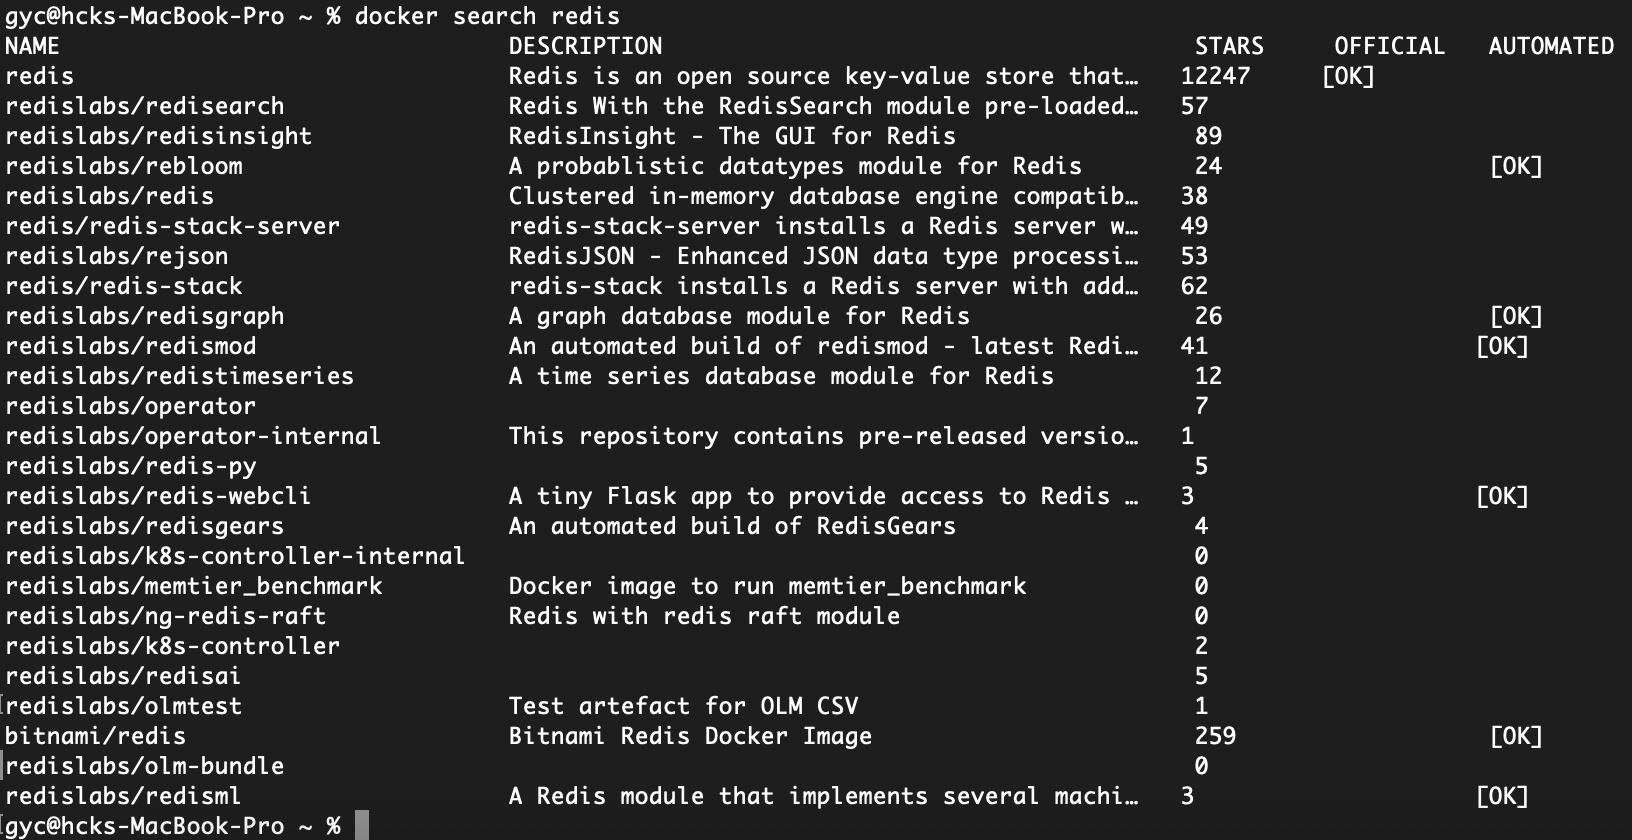 gyc@hcks-MacBook-Pro ~ % docker search redis
NAME                                DESCRIPTION                                      STARS     OFFICIAL   AUTOMATED
redis                               Redis is an open source key-value store that…   12247     [OK]
redislabs/redisearch                Redis With the RedisSearch module pre-loaded…   57
redislabs/redisinsight              RedisInsight - The GUI for Redis                 89
redislabs/rebloom                   A probablistic datatypes module for Redis        24                   [OK]
redislabs/redis                     Clustered in-memory database engine compatib…   38
redis/redis-stack-server            redis-stack-server installs a Redis server w…   49
redislabs/rejson                    RedisJSON - Enhanced JSON data type processi…   53
redis/redis-stack                   redis-stack installs a Redis server with add…   62
redislabs/redisgraph                A graph database module for Redis                26                   [OK]
redislabs/redismod                  An automated build of redismod - latest Redi…   41                   [OK]
redislabs/redistimeseries           A time series database module for Redis          12
redislabs/operator                                                                   7
redislabs/operator-internal         This repository contains pre-released versio…   1
redislabs/redis-py                                                                   5
redislabs/redis-webcli              A tiny Flask app to provide access to Redis …   3                    [OK]
redislabs/redisgears                An automated build of RedisGears                 4
redislabs/k8s-controller-internal                                                    0
redislabs/memtier_benchmark         Docker image to run memtier_benchmark            0
redislabs/ng-redis-raft             Redis with redis raft module                     0
redislabs/k8s-controller                                                             2
redislabs/redisai                                                                    5
redislabs/olmtest                   Test artefact for OLM CSV                        1
bitnami/redis                       Bitnami Redis Docker Image                       259                  [OK]
redislabs/olm-bundle                                                                 0
redislabs/redisml                   A Redis module that implements several machi…   3                    [OK]
gyc@hcks-MacBook-Pro ~ %